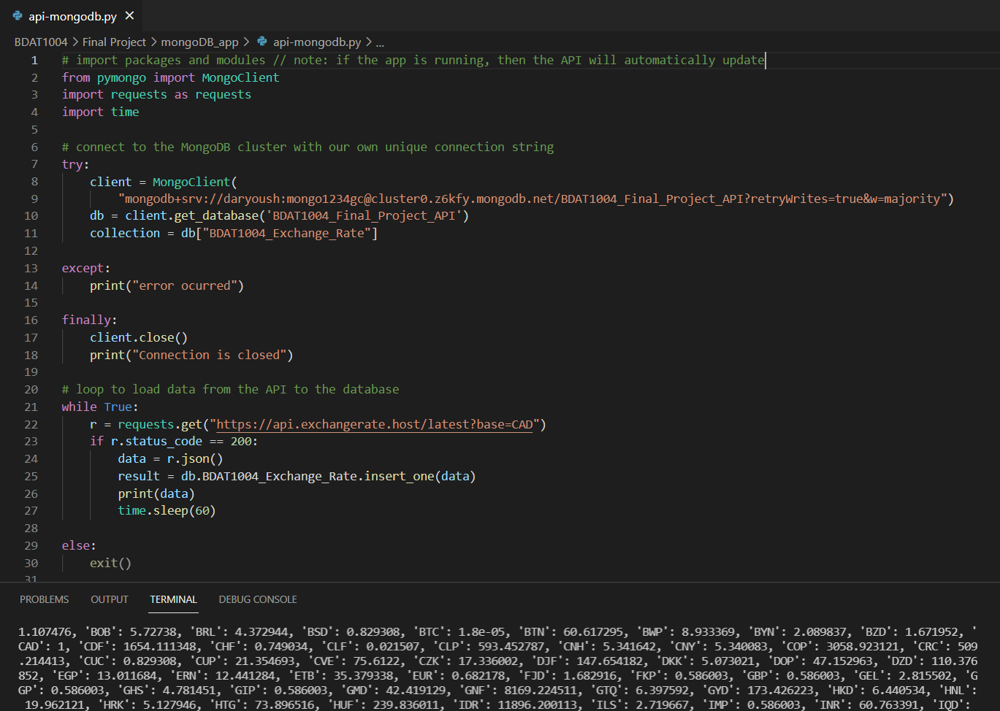 api-mongodb.py ×
BDAT1004 > Final Project > mongoDB_app > api-mongodb.py > ...
1 # import packages and modules // note: if the app is running, then the API will automatically update
2 from pymongo import MongoClient
3 import requests as requests
4 import time
5
6 # connect to the MongoDB cluster with our own unique connection string
7 try:
8     client = MongoClient(
9         "mongodb+srv://daryoush:mongo1234gc@cluster0.z6kfy.mongodb.net/BDAT1004_Final_Project_API?retryWrites=true&w=majority")
10     db = client.get_database('BDAT1004_Final_Project_API')
11     collection = db["BDAT1004_Exchange_Rate"]
12
13 except:
14     print("error ocurred")
15
16 finally:
17     client.close()
18     print("Connection is closed")
19
20 # loop to load data from the API to the database
21 while True:
22     r = requests.get("https://api.exchangerate.host/latest?base=CAD")
23     if r.status_code == 200:
24         data = r.json()
25         result = db.BDAT1004_Exchange_Rate.insert_one(data)
26         print(data)
27         time.sleep(60)
28
29 else:
30     exit()
31
PROBLEMS OUTPUT TERMINAL DEBUG CONSOLE
1.107476, 'BOB': 5.72738, 'BRL': 4.372944, 'BSD': 0.829308, 'BTC': 1.8e-05, 'BTN': 60.617295, 'BWP': 8.933369, 'BYN': 2.089837, 'BZD': 1.671952, '
CAD': 1, 'CDF': 1654.111348, 'CHF': 0.749034, 'CLF': 0.021507, 'CLP': 593.452787, 'CNH': 5.341642, 'CNY': 5.340083, 'COP': 3058.923121, 'CRC': 509
.214413, 'CUC': 0.829308, 'CUP': 21.354693, 'CVE': 75.6122, 'CZK': 17.336002, 'DJF': 147.654182, 'DKK': 5.073021, 'DOP': 47.152963, 'DZD': 110.376
852, 'EGP': 13.011684, 'ERN': 12.441284, 'ETB': 35.379338, 'EUR': 0.682178, 'FJD': 1.682916, 'FKP': 0.586003, 'GBP': 0.586003, 'GEL': 2.815502, 'G
GP': 0.586003, 'GHS': 4.781451, 'GIP': 0.586003, 'GMD': 42.419129, 'GNF': 8169.224511, 'GTQ': 6.397592, 'GYD': 173.426223, 'HKD': 6.440534, 'HNL':
19.962121, 'HRK': 5.127946, 'HTG': 73.896516, 'HUF': 239.836011, 'IDR': 11896.200113, 'ILS': 2.719667, 'IMP': 0.586003, 'INR': 60.763391, 'IQD':